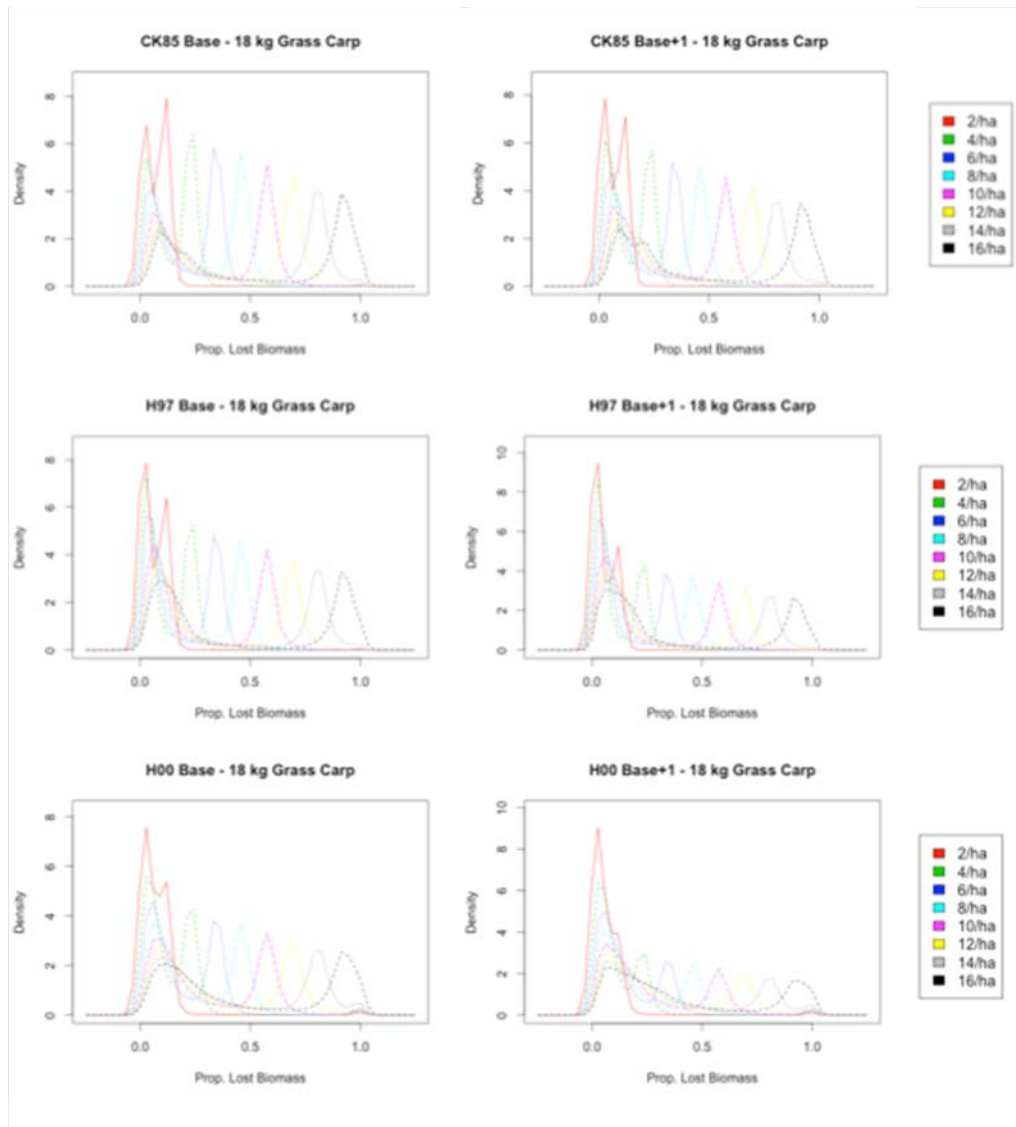 CK85 Base - 18 kg Grass Carp
Density
0 2 4 6 8
0.0 0.5 1.0
Prop. Lost Biomass
CK85 Base+1 - 18 kg Grass Carp
Density
0 2 4 6 8
0.0 0.5 1.0
Prop. Lost Biomass
2/ha
4/ha
6/ha
8/ha
10/ha
12/ha
14/ha
16/ha
H97 Base - 18 kg Grass Carp
Density
0 2 4 6 8
0.0 0.5 1.0
Prop. Lost Biomass
H97 Base+1 - 18 kg Grass Carp
Density
0 2 4 6 8 10
0.0 0.5 1.0
Prop. Lost Biomass
2/ha
4/ha
6/ha
8/ha
10/ha
12/ha
14/ha
16/ha
H00 Base - 18 kg Grass Carp
Density
0 2 4 6 8
0.0 0.5 1.0
Prop. Lost Biomass
H00 Base+1 - 18 kg Grass Carp
Density
0 2 4 6 8 10
0.0 0.5 1.0
Prop. Lost Biomass
2/ha
4/ha
6/ha
8/ha
10/ha
12/ha
14/ha
16/ha